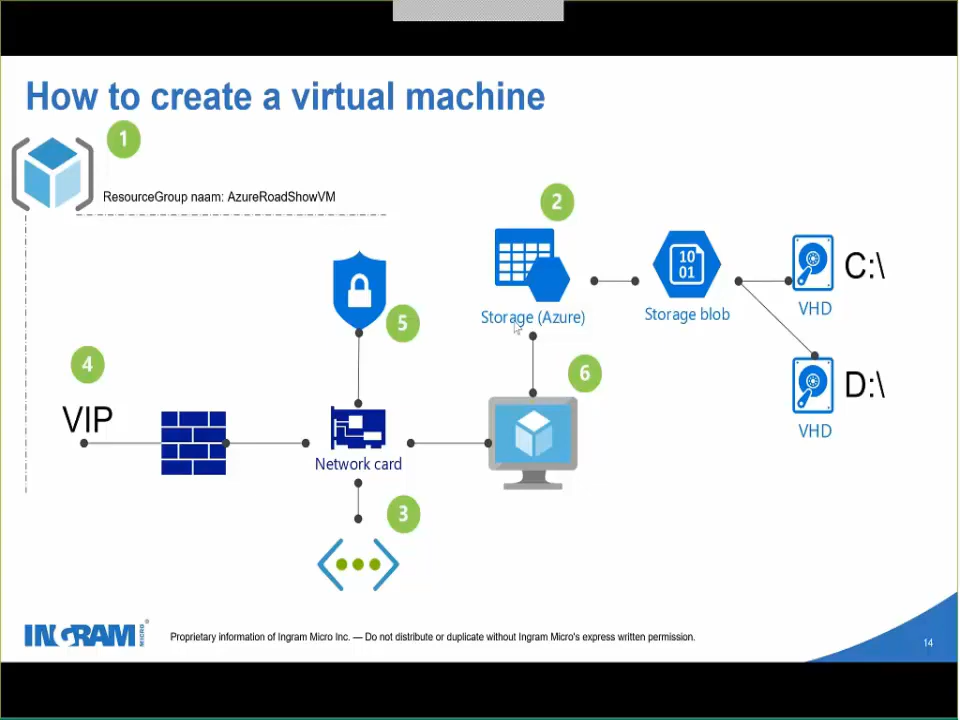 How to create a virtual machine
1
ResourceGroup naam: AzureRoadShowVM
2
Storage (Azure)
10
01
Storage blob
VHD
C:\
VHD
D:\
5
4
VIP
6
Network card
3
INGRAM MICRO ®
Proprietary information of Ingram Micro Inc. — Do not distribute or duplicate without Ingram Micro's express written permission.
14